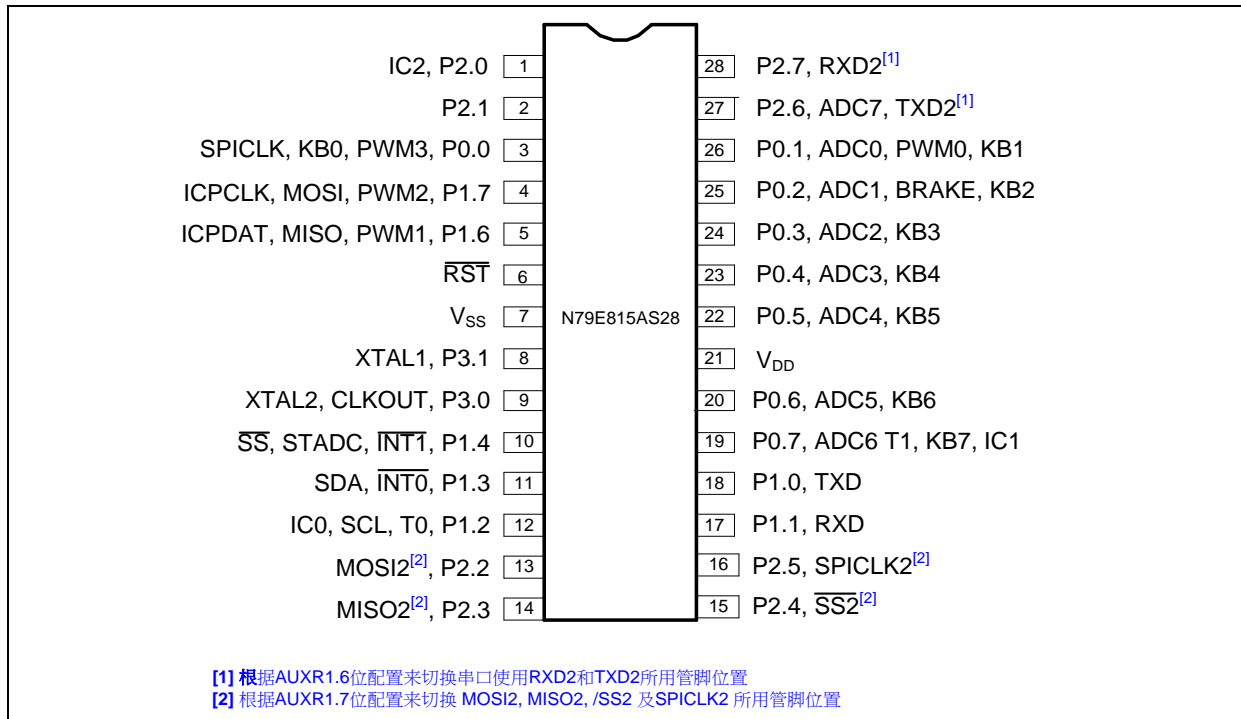 IC2, P2.0 1
P2.1 2
SPICLK, KB0, PWM3, P0.0 3
ICPCLK, MOSI, PWM2, P1.7 4
ICPDAT, MISO, PWM1, P1.6 5
RST 6
VSS 7
XTAL1, P3.1 8
XTAL2, CLKOUT, P3.0 9
SS, STADC, INT1, P1.4 10
SDA, INT0, P1.3 11
IC0, SCL, T0, P1.2 12
MOSI2[2], P2.2 13
MISO2[2], P2.3 14
N79E815AS28
28 P2.7, RXD2[1]
27 P2.6, ADC7, TXD2[1]
26 P0.1, ADC0, PWM0, KB1
25 P0.2, ADC1, BRAKE, KB2
24 P0.3, ADC2, KB3
23 P0.4, ADC3, KB4
22 P0.5, ADC4, KB5
21 VDD
20 P0.6, ADC5, KB6
19 P0.7, ADC6 T1, KB7, IC1
18 P1.0, TXD
17 P1.1, RXD
16 P2.5, SPICLK2[2]
15 P2.4, SS2[2]
[1] 根据AUXR1.6位配置来切换串口使用RXD2和TXD2所用管脚位置
[2] 根据AUXR1.7位配置来切换 MOSI2, MISO2, /SS2 及SPICLK2 所用管脚位置